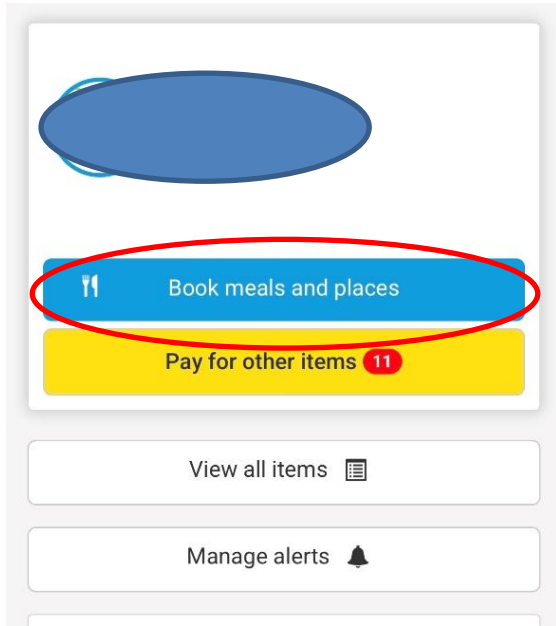 Book meals and places
Pay for other items 11
View all items
Manage alerts